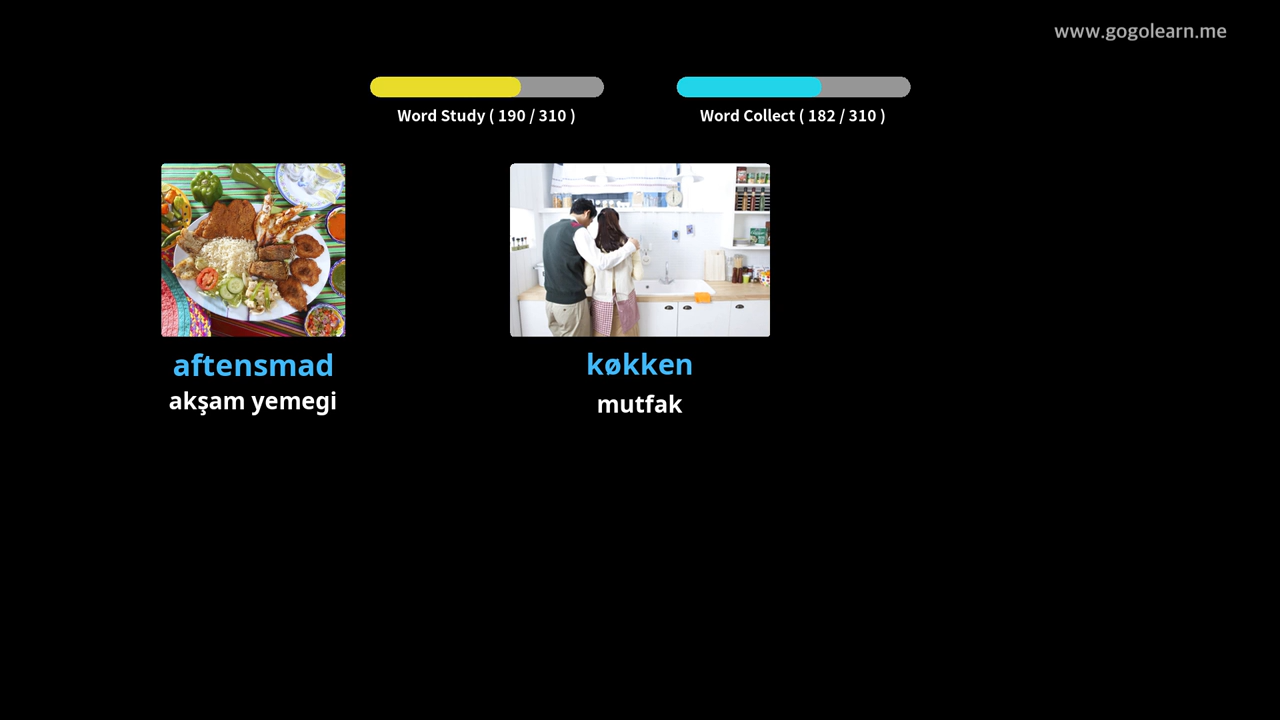 www.gogolearn.me
Word Study ( 190 / 310 )
Word Collect ( 182 / 310 )
aftensmad
akşam yemegi
køkken
mutfak